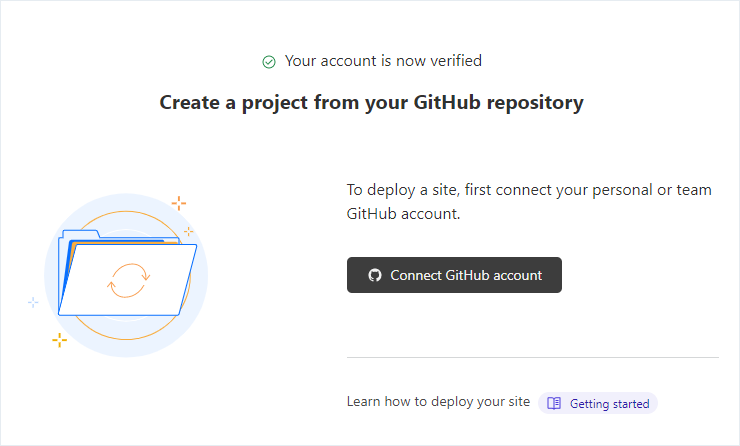 Your account is now verified
Create a project from your GitHub repository
To deploy a site, first connect your personal or team
GitHub account.
Connect GitHub account
Learn how to deploy your site
Getting started